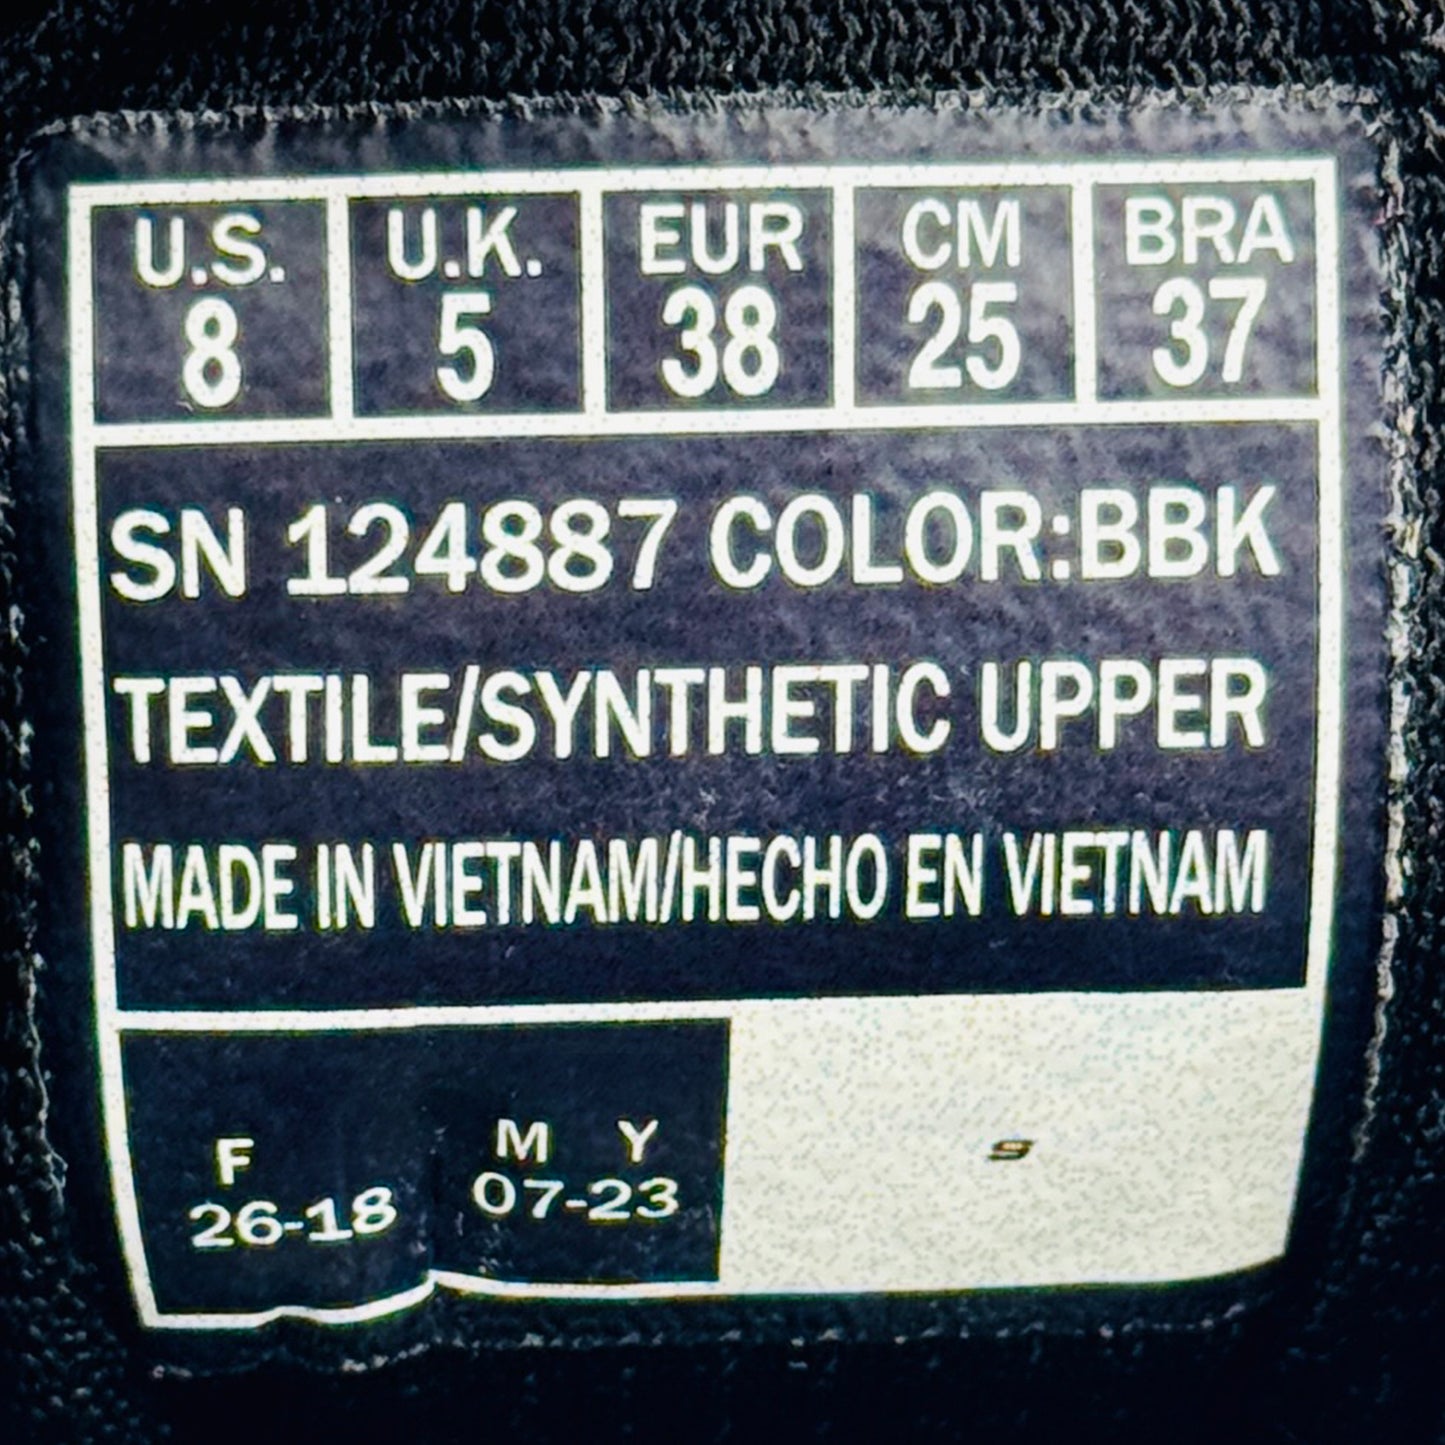 U.S. U.K. EUR CM BRA
8 5 38 25 37
SN 124887 COLOR:BBK
TEXTILE/SYNTHETIC UPPER
MADE IN VIETNAM/HECHO EN VIETNAM
F M Y
26-18 07-23
S